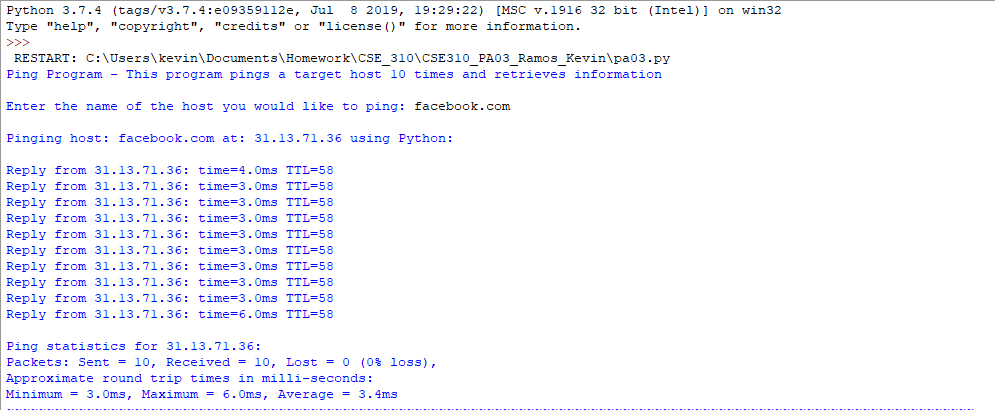 Python 3.7.4 (tags/v3.7.4:e09359112e, Jul  8 2019, 19:29:22) [MSC v.1916 32 bit (Intel)] on win32
Type "help", "copyright", "credits" or "license()" for more information.
>>>
 RESTART: C:\Users\kevin\Documents\Homework\CSE_310\CSE310_PA03_Ramos_Kevin\pa03.py
Ping Program - This program pings a target host 10 times and retrieves information
Enter the name of the host you would like to ping: facebook.com
Pinging host: facebook.com at: 31.13.71.36 using Python:
Reply from 31.13.71.36: time=4.0ms TTL=58
Reply from 31.13.71.36: time=3.0ms TTL=58
Reply from 31.13.71.36: time=3.0ms TTL=58
Reply from 31.13.71.36: time=3.0ms TTL=58
Reply from 31.13.71.36: time=3.0ms TTL=58
Reply from 31.13.71.36: time=3.0ms TTL=58
Reply from 31.13.71.36: time=3.0ms TTL=58
Reply from 31.13.71.36: time=3.0ms TTL=58
Reply from 31.13.71.36: time=3.0ms TTL=58
Reply from 31.13.71.36: time=6.0ms TTL=58
Ping statistics for 31.13.71.36:
Packets: Sent = 10, Received = 10, Lost = 0 (0% loss),
Approximate round trip times in milli-seconds:
Minimum = 3.0ms, Maximum = 6.0ms, Average = 3.4ms